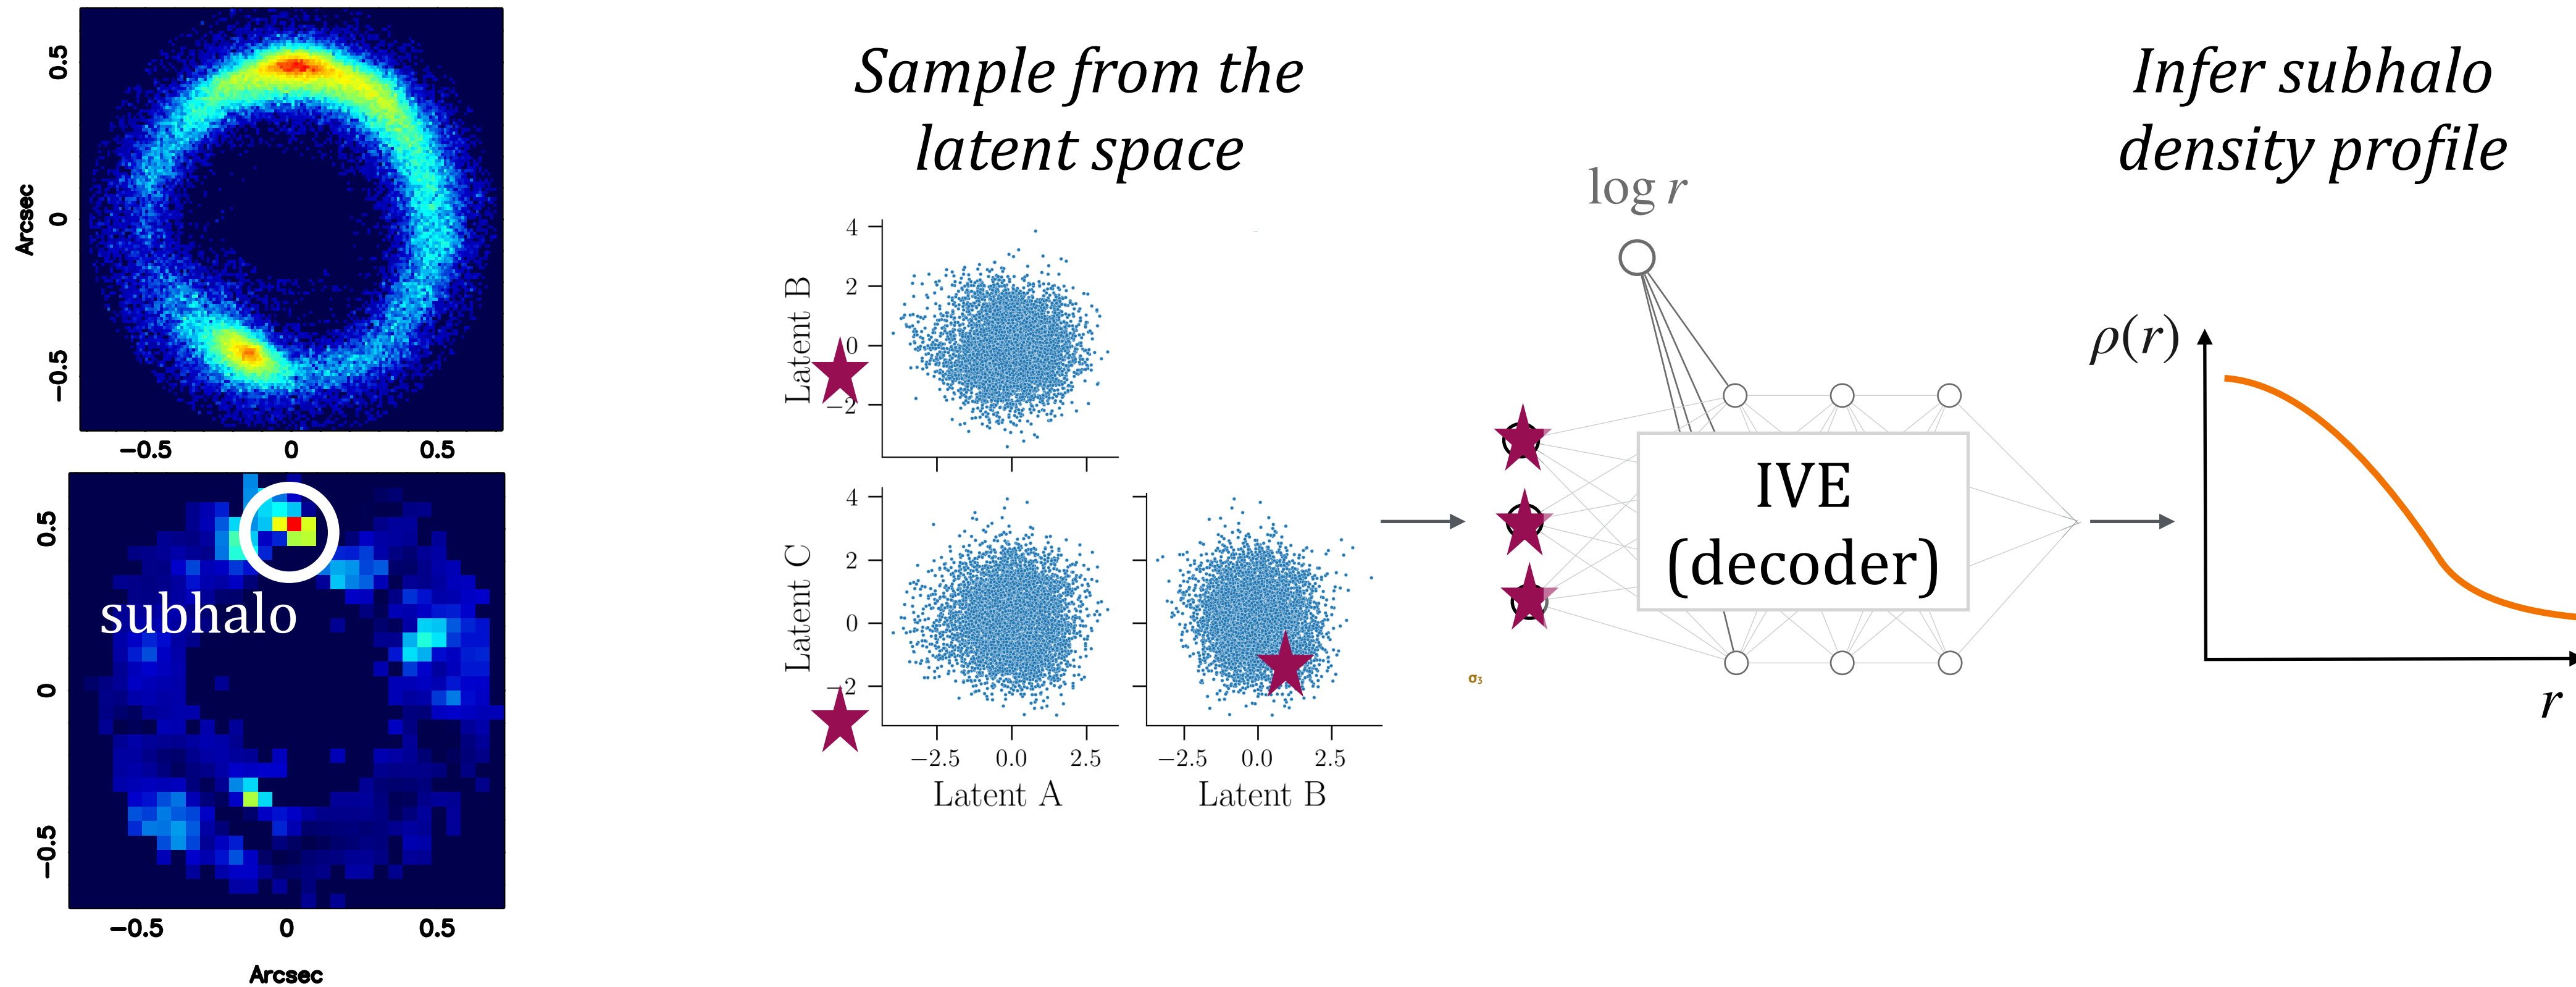 0.5
Arcsec
0
−0.5
−0.5 0 0.5
subhalo
0.5
0
−0.5
−0.5 0 0.5
Arcsec
Sample from the
latent space
4
2
0
−2
Latent B
4
2
0
−2
Latent C
−2.5 0.0 2.5
Latent A
−2.5 0.0 2.5
Latent B
log r
IVE
(decoder)
σ₃
Infer subhalo
density profile
ρ(r)
r